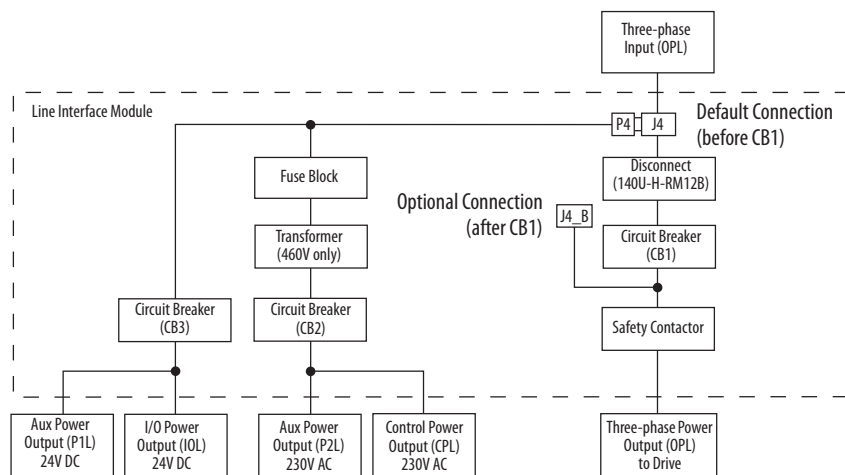 Three-phase
Input (OPL)
Line Interface Module
P4
J4
Default Connection
(before CB1)
Fuse Block
Disconnect
(140U-H-RM12B)
Optional Connection
(after CB1)
J4_B
Transformer
(460V only)
Circuit Breaker
(CB1)
Circuit Breaker
(CB3)
Circuit Breaker
(CB2)
Safety Contactor
Aux Power
Output (P1L)
24V DC
I/O Power
Output (IOL)
24V DC
Aux Power
Output (P2L)
230V AC
Control Power
Output (CPL)
230V AC
Three-phase Power
Output (OPL)
to Drive